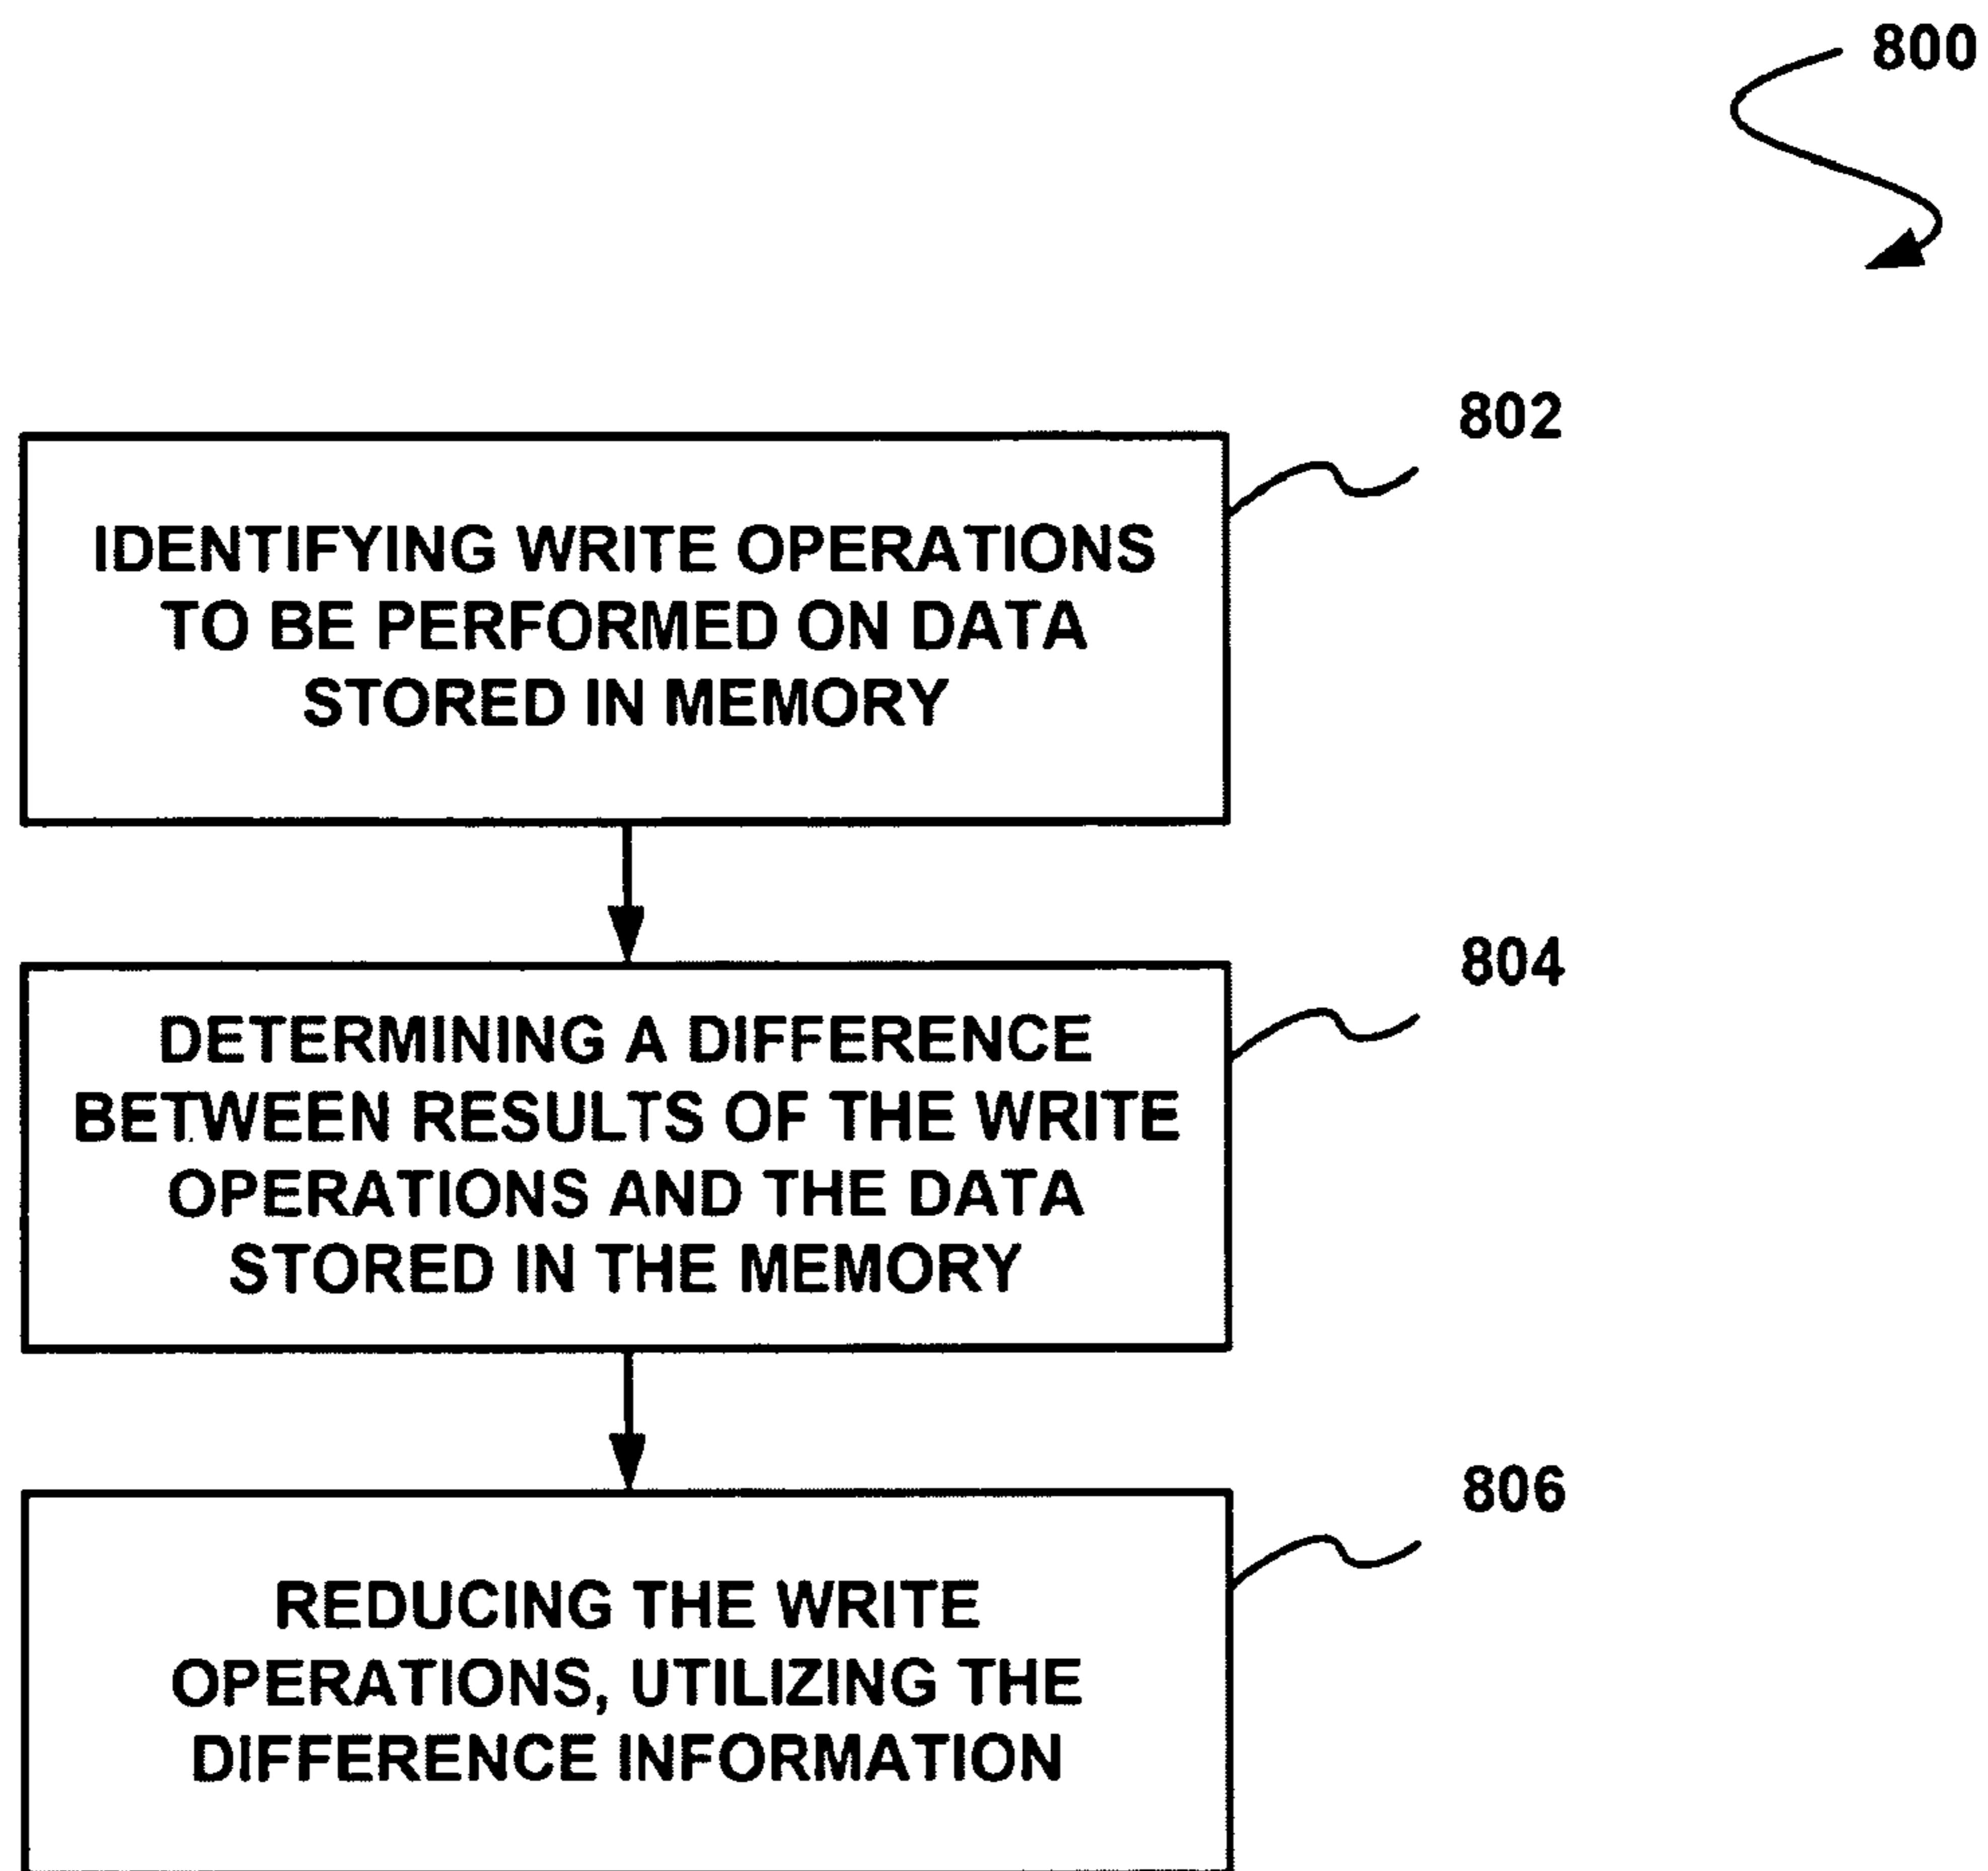 800
802
IDENTIFYING WRITE OPERATIONS
TO BE PERFORMED ON DATA
STORED IN MEMORY
804
DETERMINING A DIFFERENCE
BETWEEN RESULTS OF THE WRITE
OPERATIONS AND THE DATA
STORED IN THE MEMORY
806
REDUCING THE WRITE
OPERATIONS, UTILIZING THE
DIFFERENCE INFORMATION